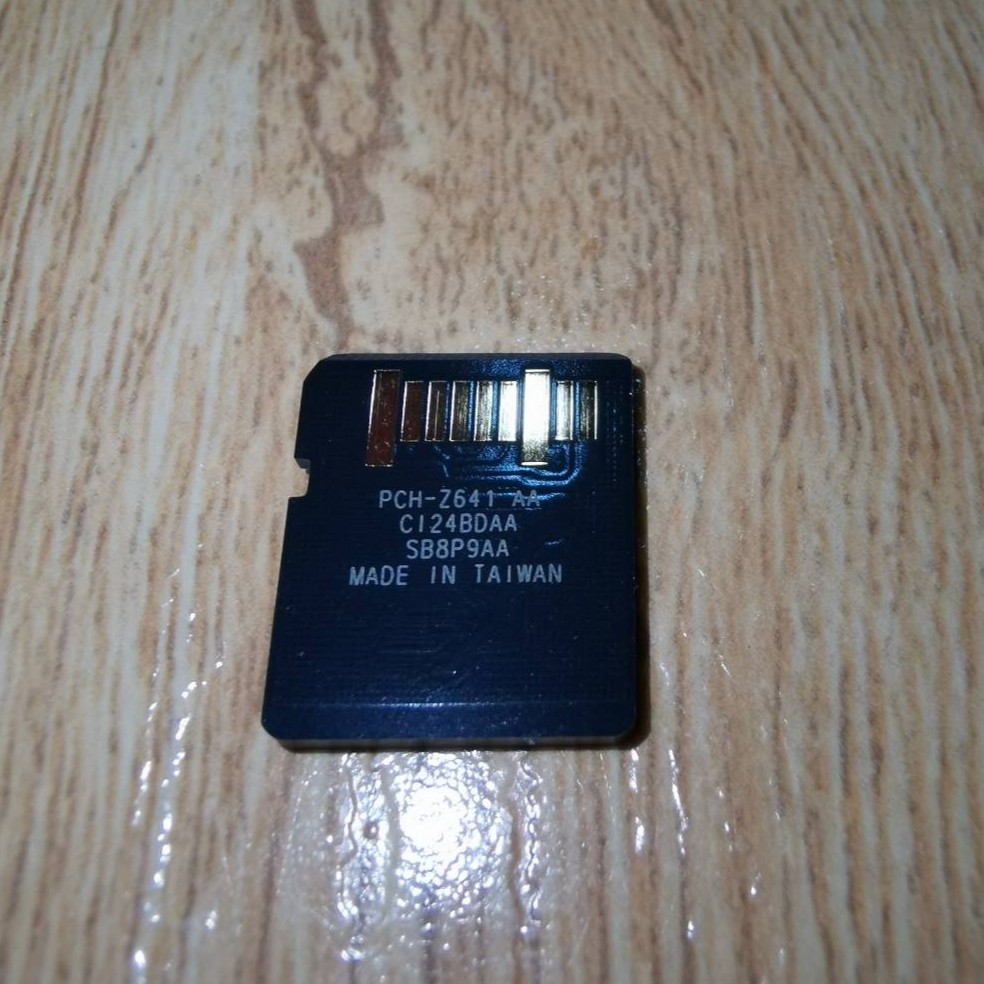 PCH-Z641 AA
CI24BDAA
SB8P9AA
MADE IN TAIWAN